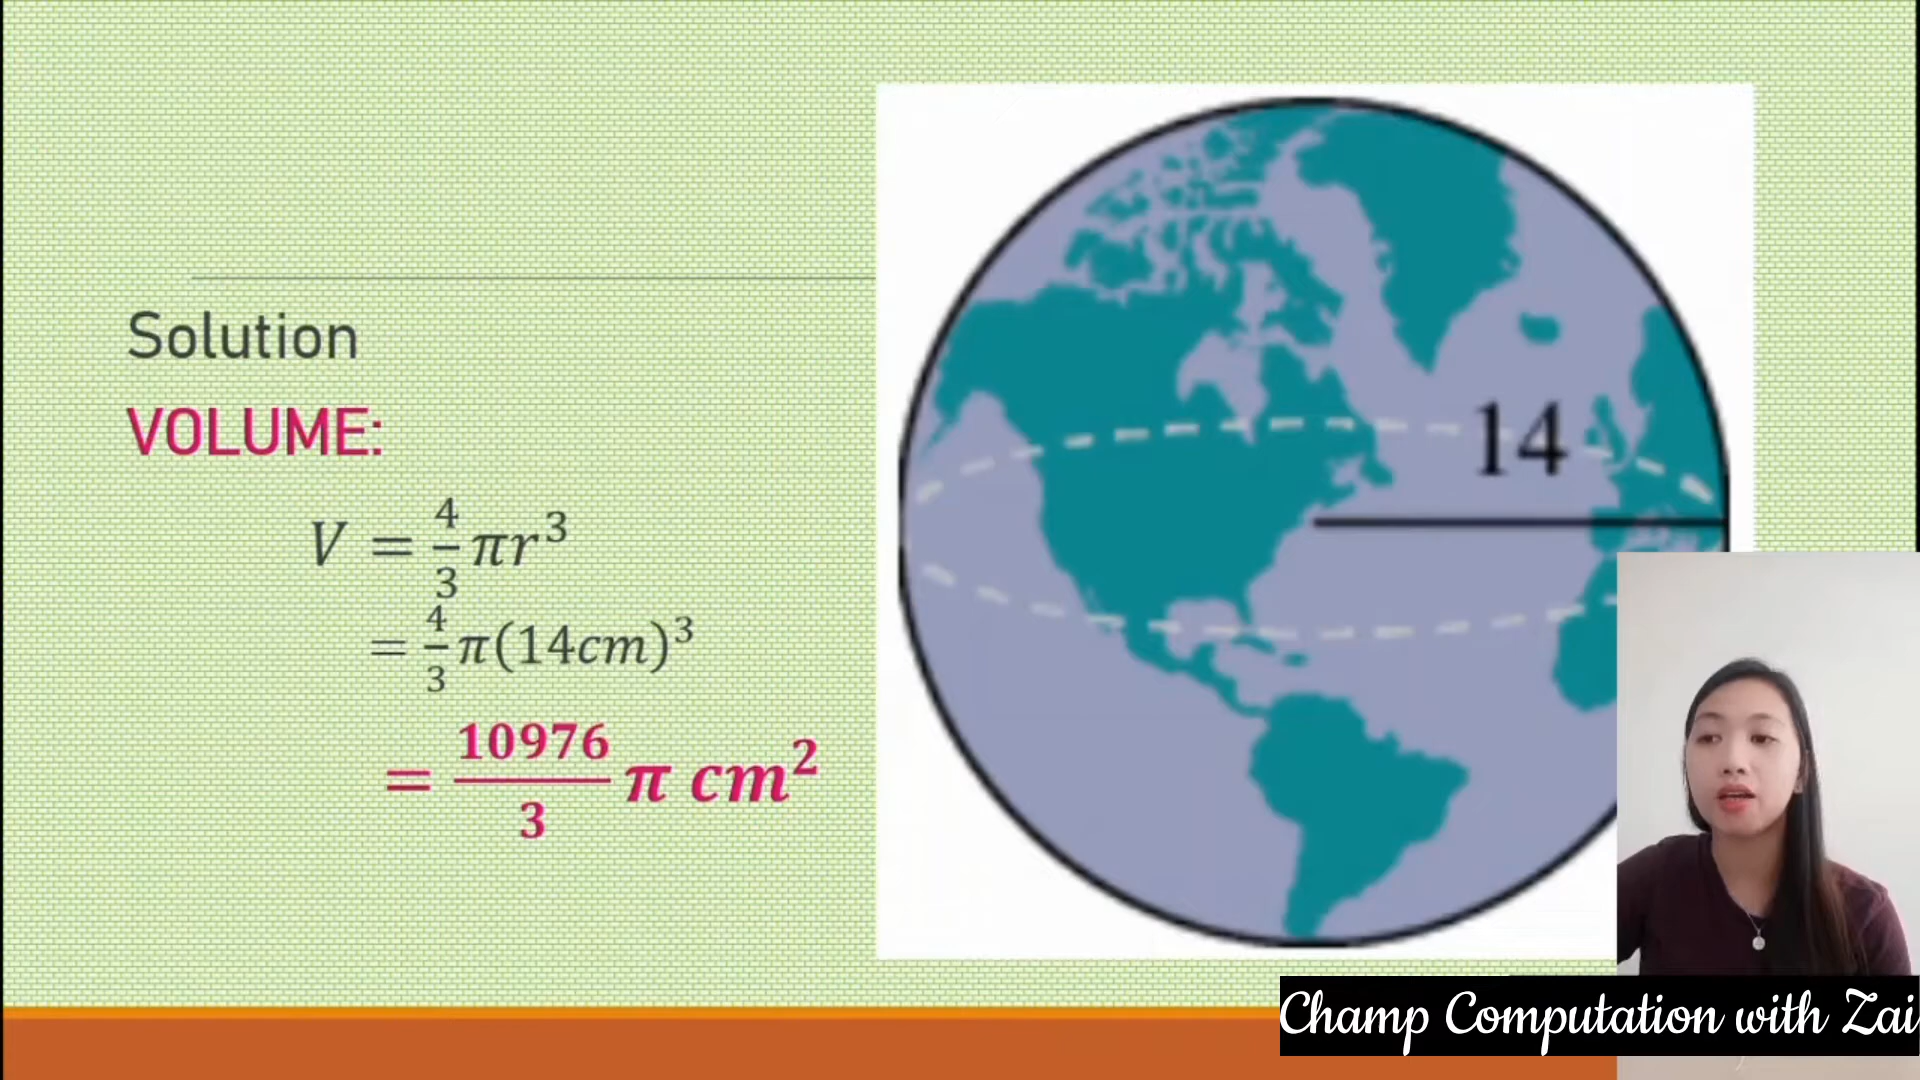 Solution
VOLUME:
V = 4/3 πr³
= 4/3 π(14cm)³
= 10976/3 π cm²
14
Champ Computation with Zai